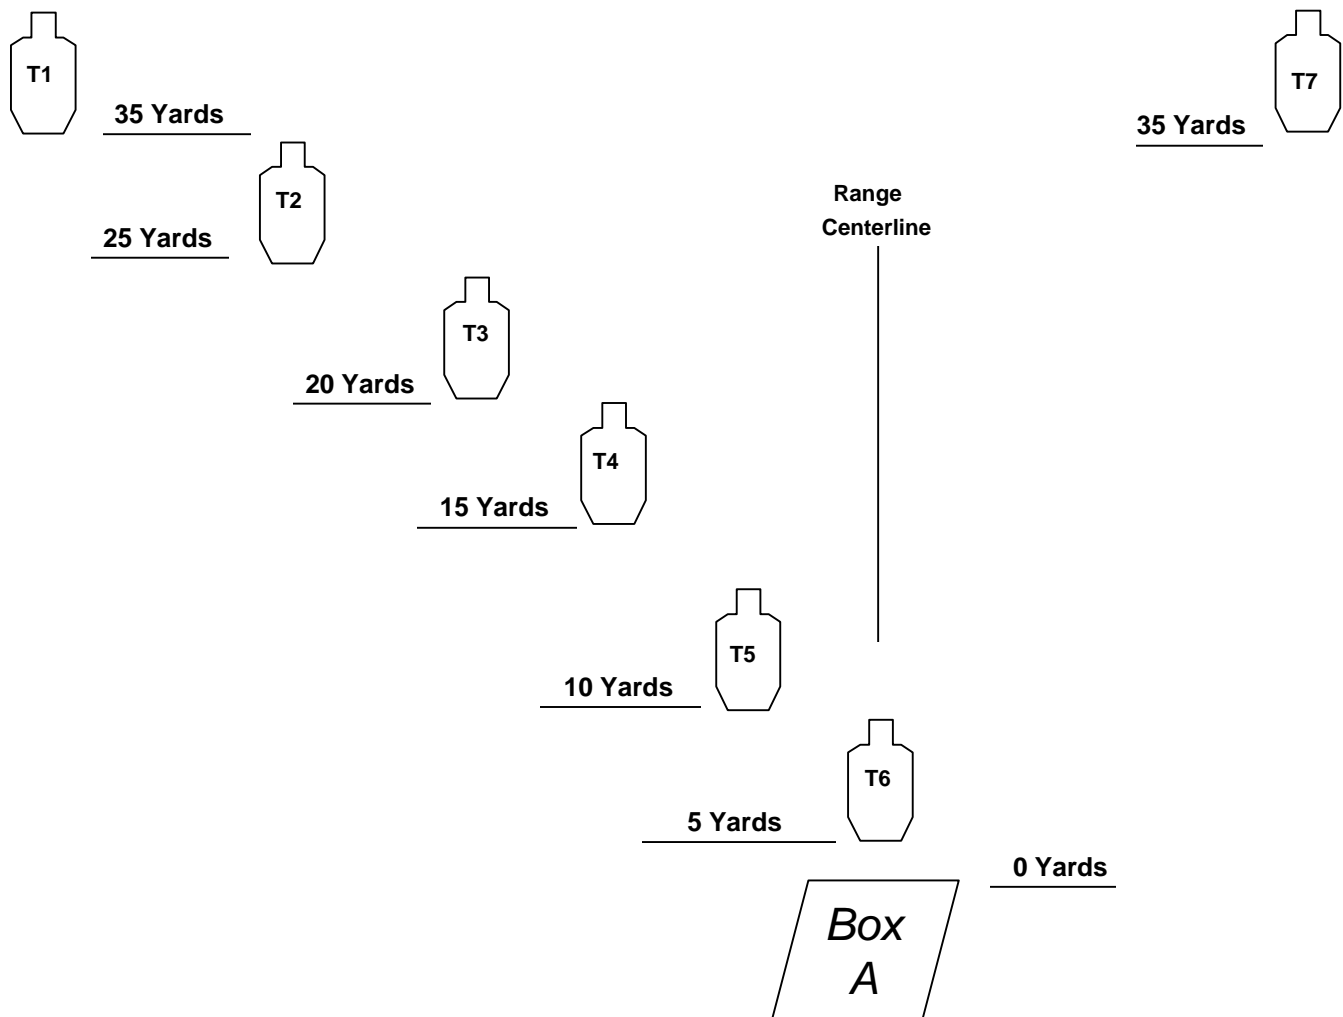 T1
T7
35 Yards
35 Yards
Range
Centerline
T2
25 Yards
T3
20 Yards
T4
15 Yards
T5
10 Yards
T6
5 Yards
0 Yards
Box
A